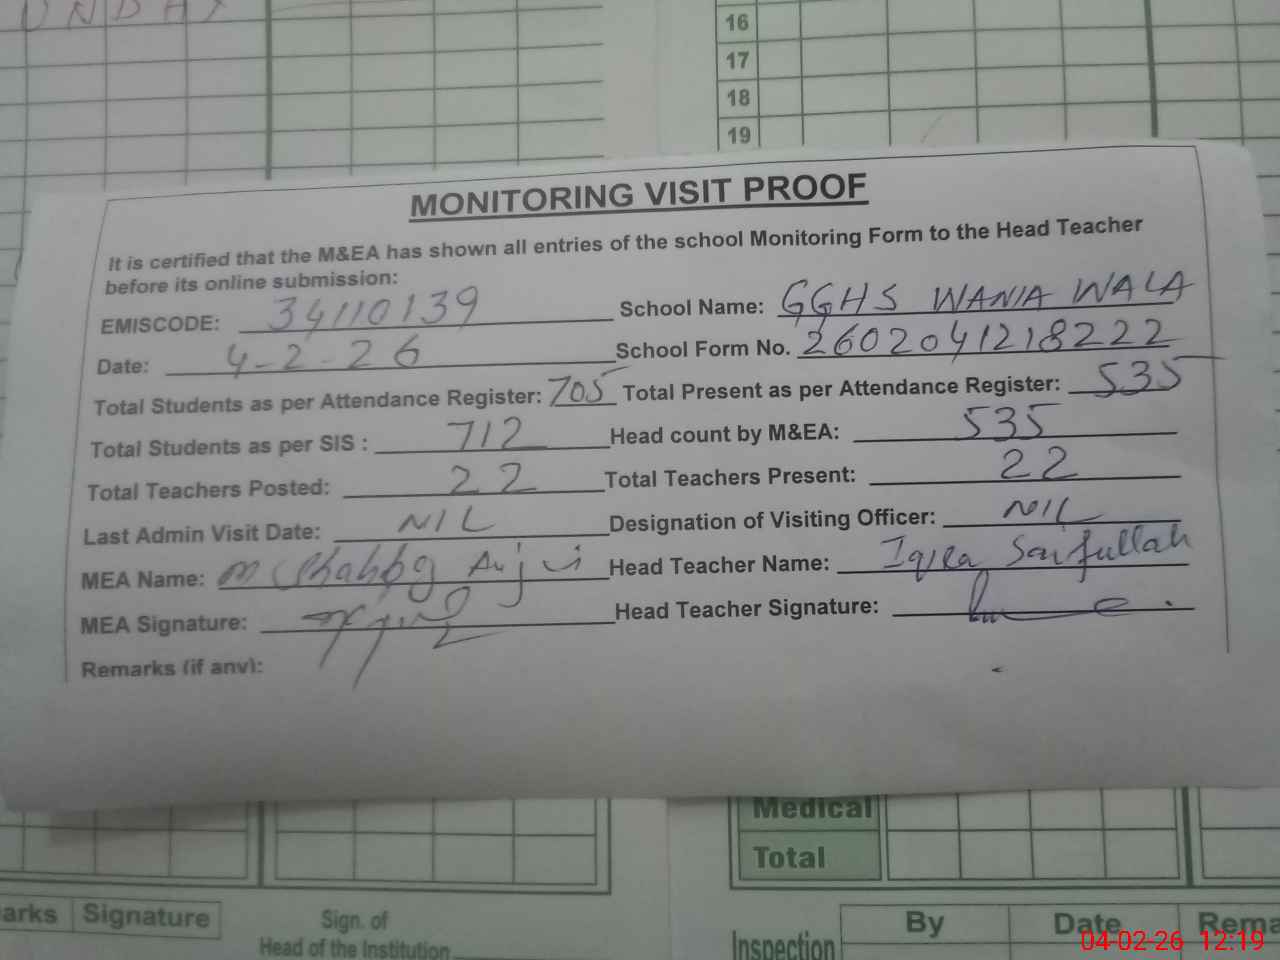 UNDAY
16
17
18
19
MONITORING VISIT PROOF
It is certified that the M&EA has shown all entries of the school Monitoring Form to the Head Teacher
before its online submission:
EMISCODE: 34110139 School Name: GGHS WANIA WALA
Date: 4-2-26 School Form No. 2602041218222
Total Students as per Attendance Register: 705 Total Present as per Attendance Register: 535
Total Students as per SIS : 712 Head count by M&EA: 535
Total Teachers Posted: 22 Total Teachers Present: 22
Last Admin Visit Date: NIL Designation of Visiting Officer: NIL
MEA Name: M Head Teacher Name: Iqra Saifullah
MEA Signature: Head Teacher Signature:
Remarks (if any):
Medical
Total
arks Signature
Sign. of
Head of the Institution
By Date Rema
Inspection
04-02-26 12:19